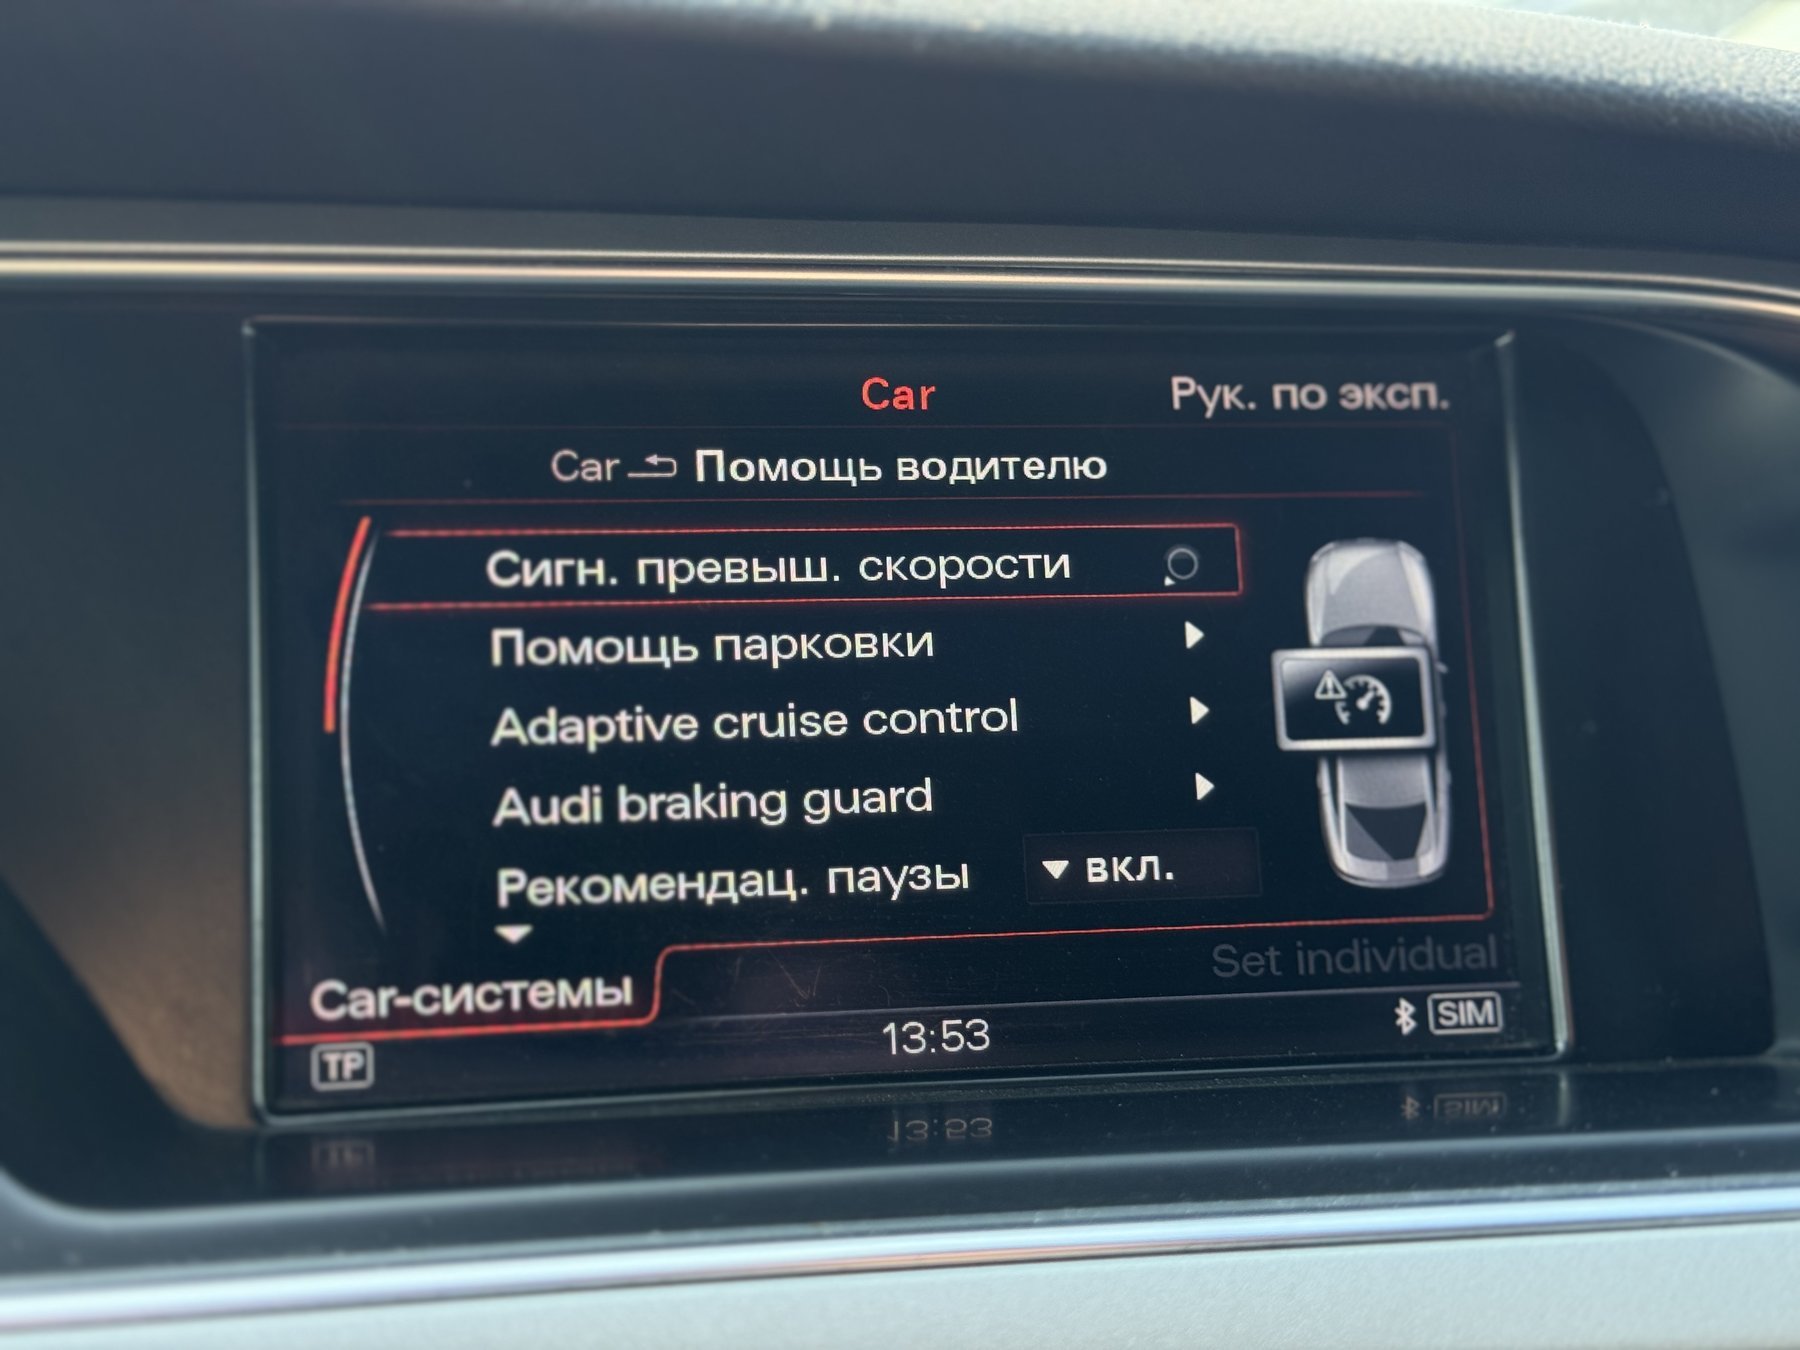 Car Рук. по эксп.
Car Помощь водителю
Сигн. превыш. скорости
Помощь парковки
Adaptive cruise control
Audi braking guard
Рекомендац. паузы вкл.
Set individual
Car-системы
13:53 SIM
TP